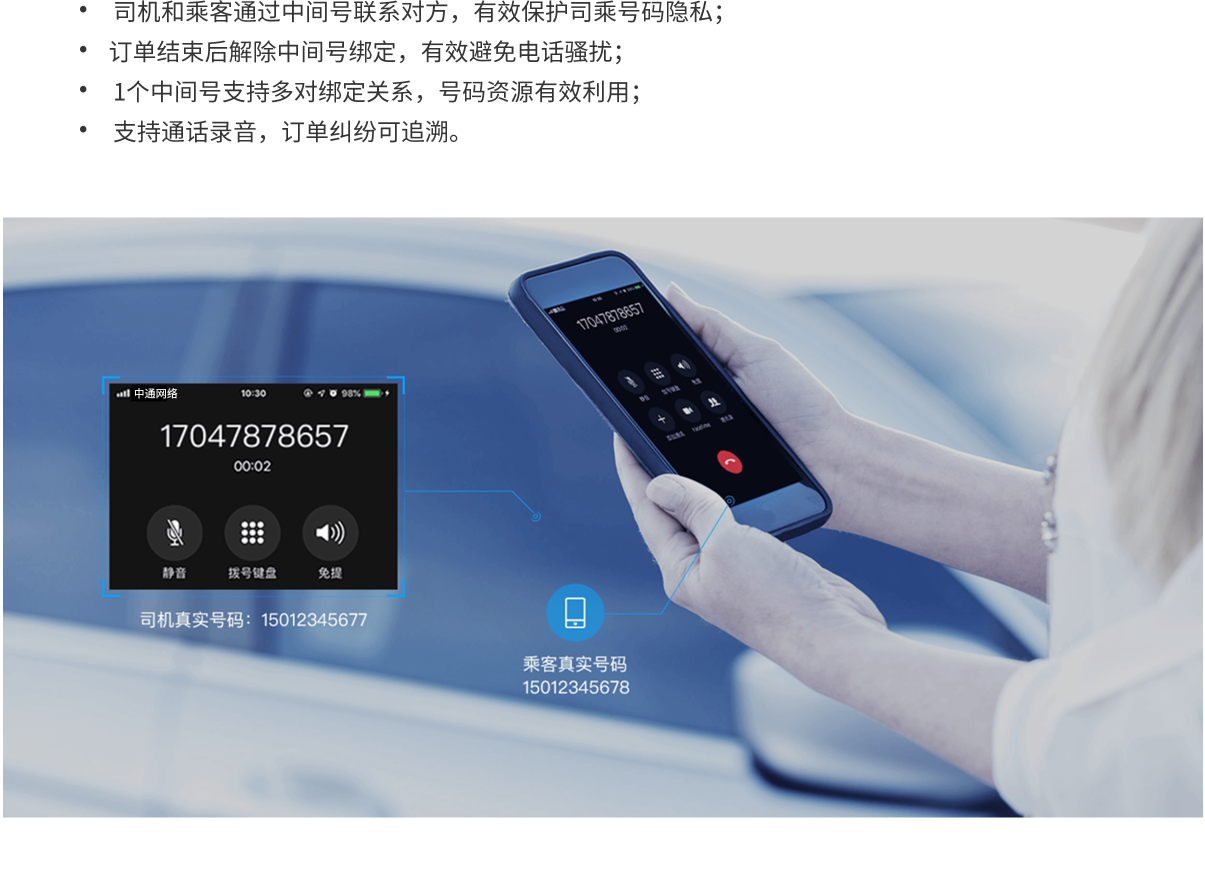 • 司机和乘客通过中间号联系对方，有效保护司乘号码隐私；
• 订单结束后解除中间号绑定，有效避免电话骚扰；
• 1个中间号支持多对绑定关系，号码资源有效利用；
• 支持通话录音，订单纠纷可追溯。
17047878657
00:02
中通网络 10:30 98%
17047878657
00:02
静音 拨号键盘 免提
司机真实号码：15012345677
乘客真实号码
15012345678